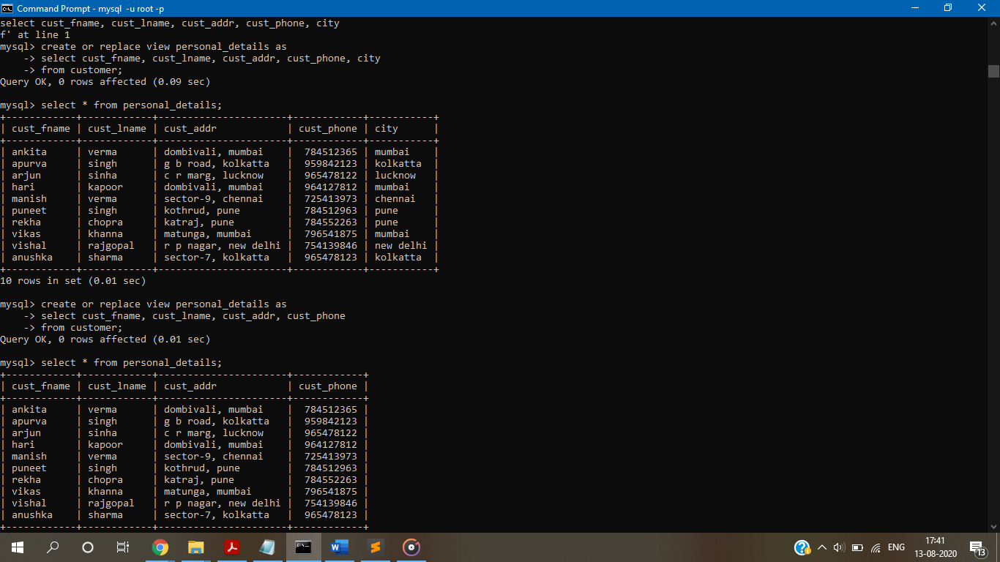 Command Prompt - mysql  -u root -p
select cust_fname, cust_lname, cust_addr, cust_phone, city
f' at line 1
mysql> create or replace view personal_details as
    -> select cust_fname, cust_lname, cust_addr, cust_phone, city
    -> from customer;
Query OK, 0 rows affected (0.09 sec)

mysql> select * from personal_details;
+------------+------------+----------------------+------------+-----------+
| cust_fname | cust_lname | cust_addr            | cust_phone | city      |
+------------+------------+----------------------+------------+-----------+
| ankita     | verma      | dombivali, mumbai    |  784512365 | mumbai    |
| apurva     | singh      | g b road, kolkatta   |  959842123 | kolkatta  |
| arjun      | sinha      | c r marg, lucknow    |  965478122 | lucknow   |
| hari       | kapoor     | dombivali, mumbai    |  964127812 | mumbai    |
| manish     | verma      | sector-9, chennai    |  725413973 | chennai   |
| puneet     | singh      | kothrud, pune        |  784512963 | pune      |
| rekha      | chopra     | katraj, pune         |  784552263 | pune      |
| vikas      | khanna     | matunga, mumbai      |  796541875 | mumbai    |
| vishal     | rajgopal   | r p nagar, new delhi |  754139846 | new delhi |
| anushka    | sharma     | sector-7, kolkatta   |  965478123 | kolkatta  |
+------------+------------+----------------------+------------+-----------+
10 rows in set (0.01 sec)

mysql> create or replace view personal_details as
    -> select cust_fname, cust_lname, cust_addr, cust_phone
    -> from customer;
Query OK, 0 rows affected (0.01 sec)

mysql> select * from personal_details;
+------------+------------+----------------------+------------+
| cust_fname | cust_lname | cust_addr            | cust_phone |
+------------+------------+----------------------+------------+
| ankita     | verma      | dombivali, mumbai    |  784512365 |
| apurva     | singh      | g b road, kolkatta   |  959842123 |
| arjun      | sinha      | c r marg, lucknow    |  965478122 |
| hari       | kapoor     | dombivali, mumbai    |  964127812 |
| manish     | verma      | sector-9, chennai    |  725413973 |
| puneet     | singh      | kothrud, pune        |  784512963 |
| rekha      | chopra     | katraj, pune         |  784552263 |
| vikas      | khanna     | matunga, mumbai      |  796541875 |
| vishal     | rajgopal   | r p nagar, new delhi |  754139846 |
| anushka    | sharma     | sector-7, kolkatta   |  965478123 |
+------------+------------+----------------------+------------+
ENG
17:41
13-08-2020
13